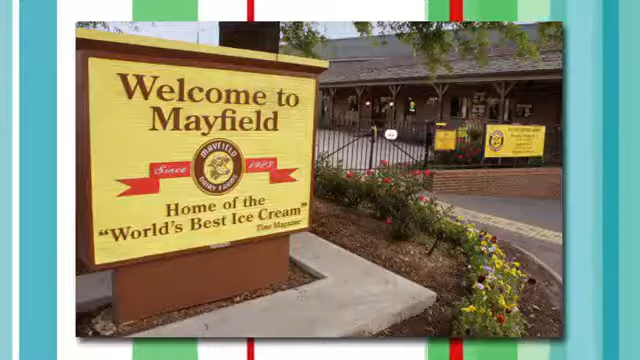 Welcome to
Mayfield
MAYFIELD
Since 1923
DAIRY FARMS
Home of the
"World's Best Ice Cream"
Time Magazine